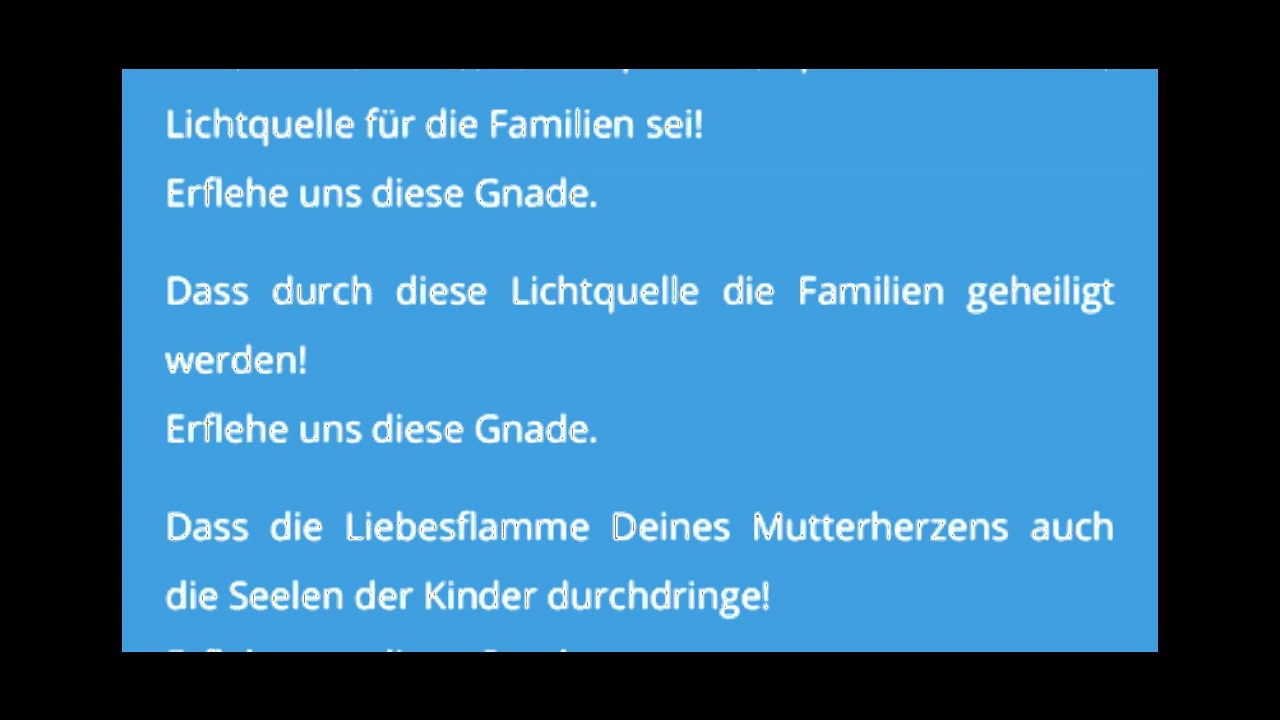 Lichtquelle für die Familien sei!
Erflehe uns diese Gnade.
Dass durch diese Lichtquelle die Familien geheiligt
werden!
Erflehe uns diese Gnade.
Dass die Liebesflamme Deines Mutterherzens auch
die Seelen der Kinder durchdringe!